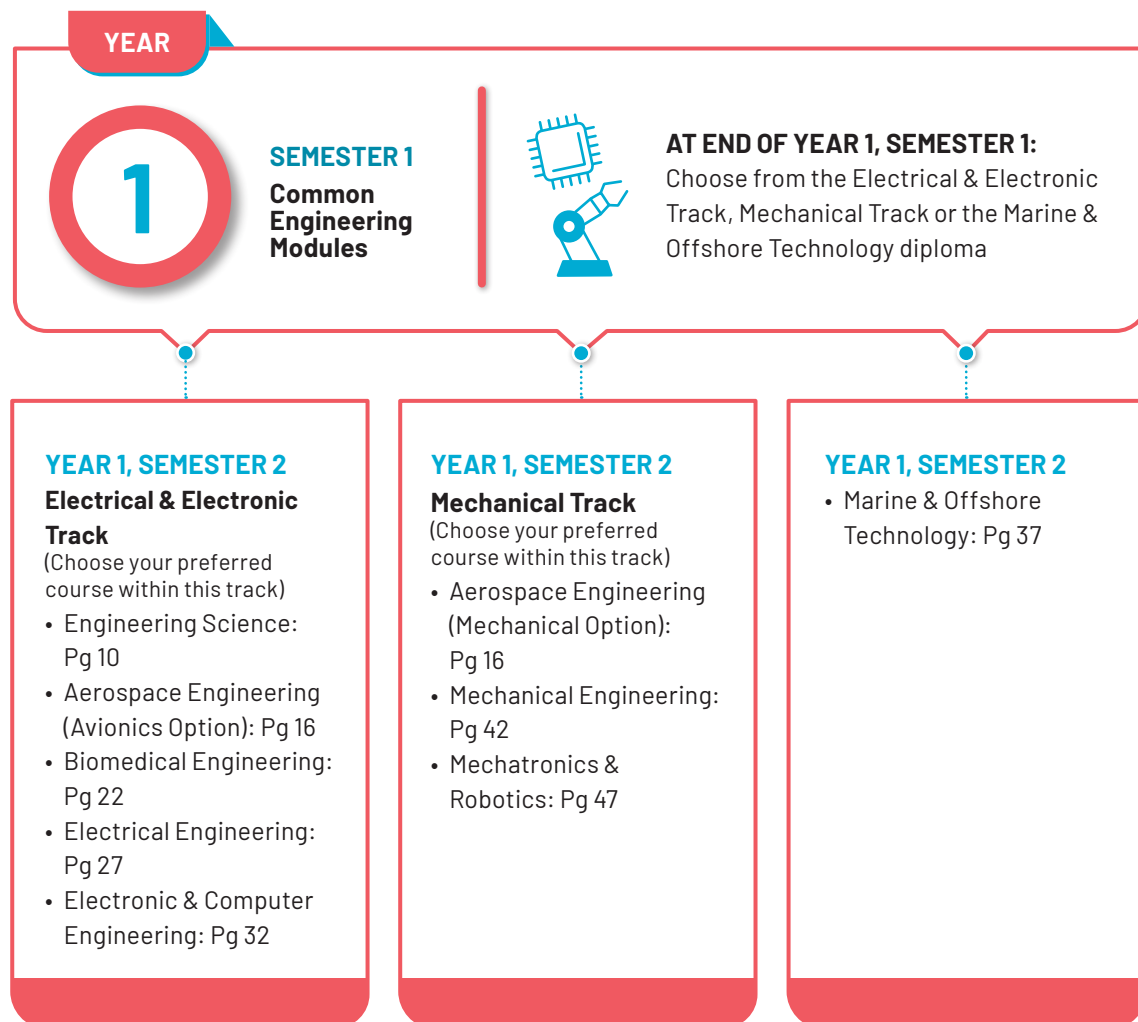 YEAR
1
SEMESTER 1
Common
Engineering
Modules
AT END OF YEAR 1, SEMESTER 1:
Choose from the Electrical & Electronic
Track, Mechanical Track or the Marine &
Offshore Technology diploma
YEAR 1, SEMESTER 2
Electrical & Electronic
Track
(Choose your preferred
course within this track)
• Engineering Science:
Pg 10
• Aerospace Engineering
(Avionics Option): Pg 16
• Biomedical Engineering:
Pg 22
• Electrical Engineering:
Pg 27
• Electronic & Computer
Engineering: Pg 32
YEAR 1, SEMESTER 2
Mechanical Track
(Choose your preferred
course within this track)
• Aerospace Engineering
(Mechanical Option):
Pg 16
• Mechanical Engineering:
Pg 42
• Mechatronics &
Robotics: Pg 47
YEAR 1, SEMESTER 2
• Marine & Offshore
Technology: Pg 37